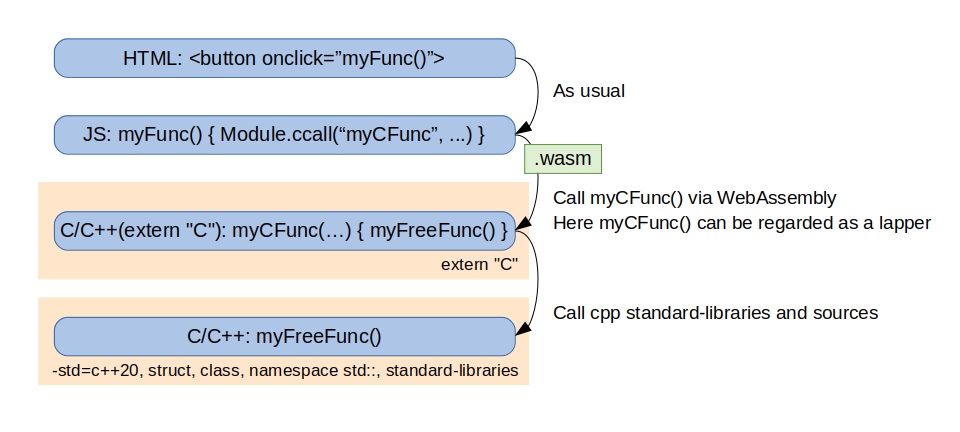 HTML: <button onclick=”myFunc()”>
As usual
JS: myFunc() { Module.ccall(“myCFunc”, ...) }
.wasm
Call myCFunc() via WebAssembly
Here myCFunc() can be regarded as a lapper
C/C++(extern "C"): myCFunc(…) { myFreeFunc() }
extern "C"
Call cpp standard-libraries and sources
C/C++: myFreeFunc()
-std=c++20, struct, class, namespace std::, standard-libraries